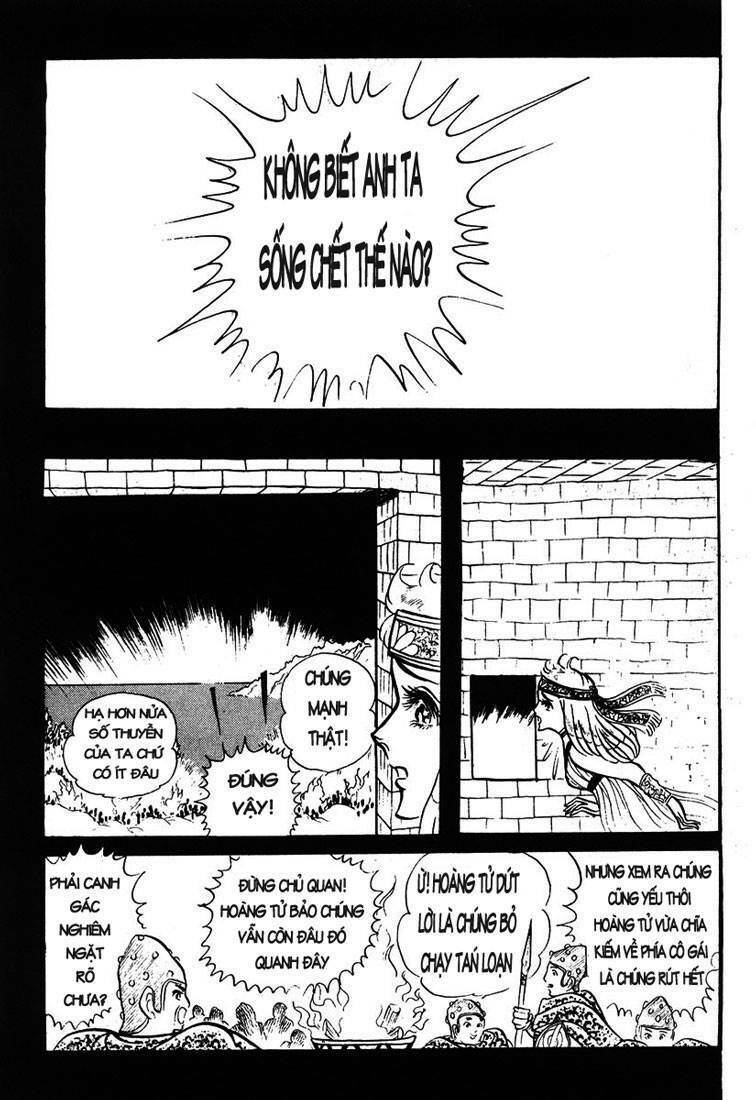 KHÔNG BIẾT ANH TA
SỐNG CHẾT THẾ NÀO?
CHÚNG
MẠNH
THẬT!
ĐÚNG
VẬY!
HẠ HƠN NỬA
SỐ THUYỀN
CỦA TA CHỨ
CÓ ÍT ĐÂU
NHƯNG XEM RA CHÚNG
CŨNG YẾU THÔI
HOÀNG TỬ VỪA CHĨA
KIẾM VỀ PHÍA CÔ GÁI
LÀ CHÚNG RÚT HẾT
Ừ! HOÀNG TỬ DỨT
LỜI LÀ CHÚNG BỎ
CHẠY TÁN LOẠN
ĐỪNG CHỦ QUAN!
HOÀNG TỬ BẢO CHÚNG
VẪN CÒN ĐÂU ĐÓ
QUANH ĐÂY
PHẢI CANH
GÁC
NGHIÊM
NGẶT
RÕ
CHƯA?